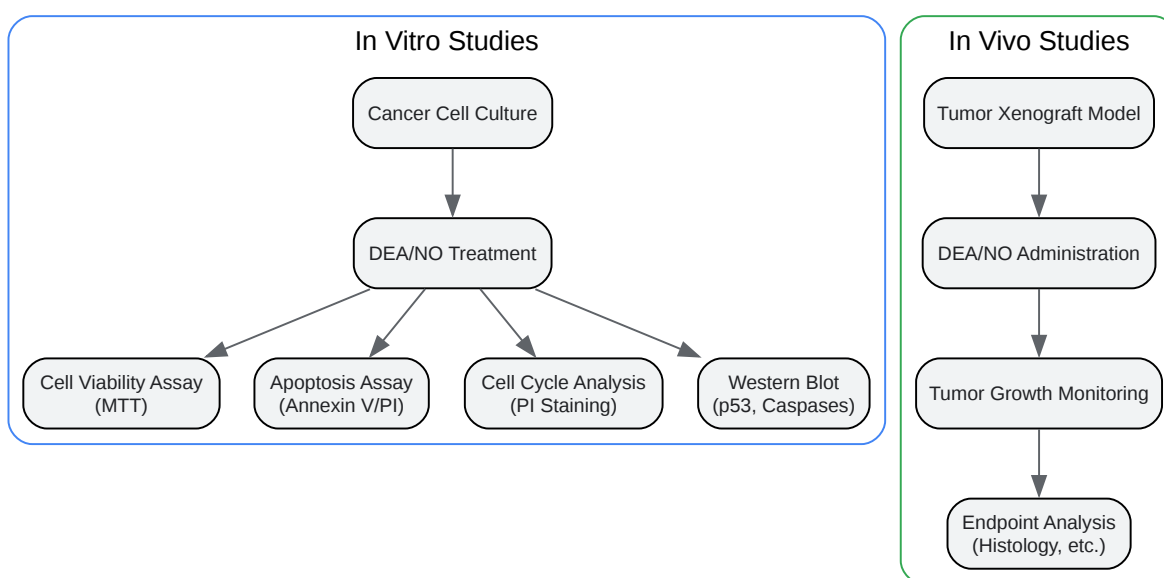 In Vitro Studies
Cancer Cell Culture
DEA/NO Treatment
Cell Viability Assay
(MTT)
Apoptosis Assay
(Annexin V/PI)
Cell Cycle Analysis
(PI Staining)
Western Blot
(p53, Caspases)
In Vivo Studies
Tumor Xenograft Model
DEA/NO Administration
Tumor Growth Monitoring
Endpoint Analysis
(Histology, etc.)